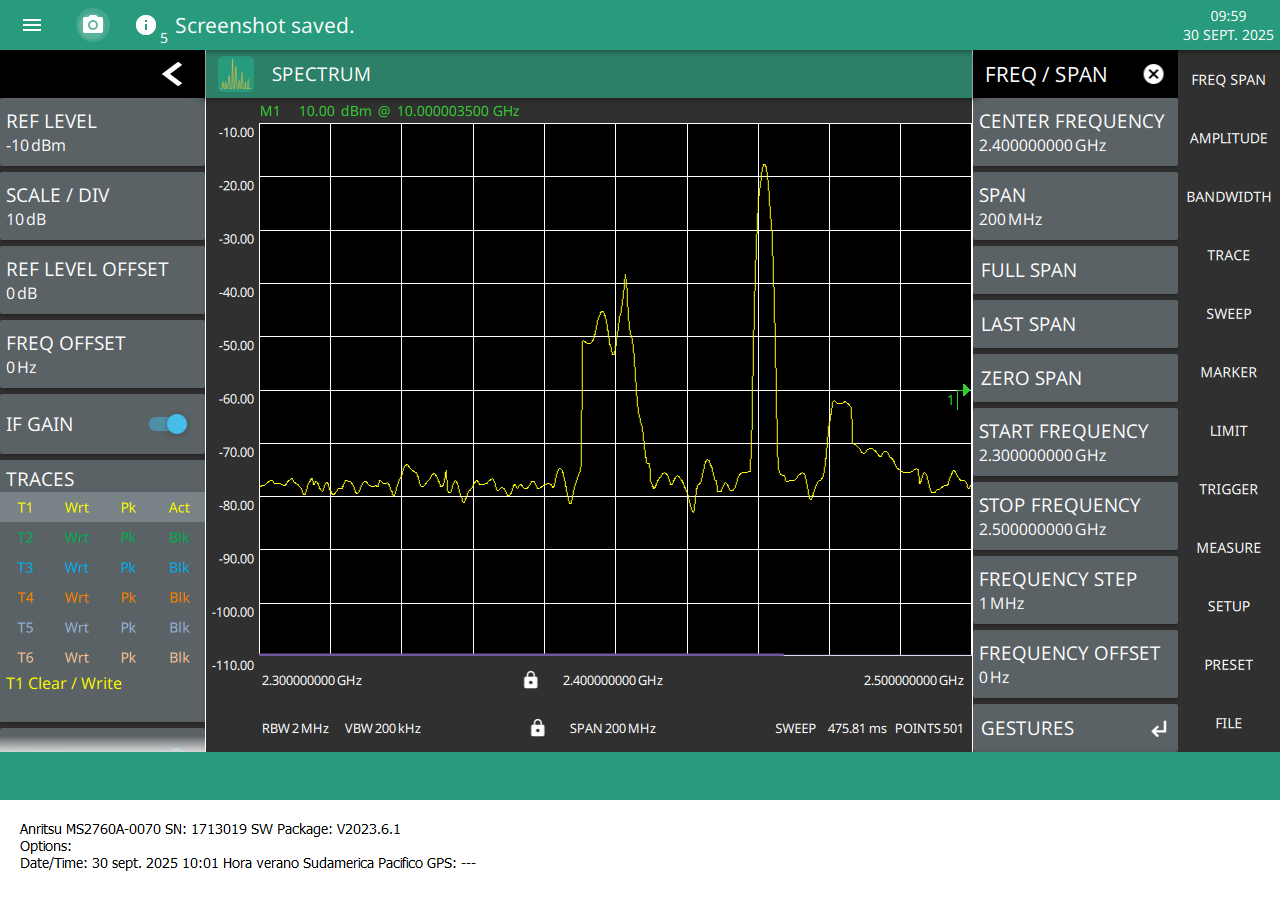 5 Screenshot saved.
09:59
30 SEPT. 2025
SPECTRUM
FREQ / SPAN
REF LEVEL
-10 dBm
SCALE / DIV
10 dB
REF LEVEL OFFSET
0 dB
FREQ OFFSET
0 Hz
IF GAIN
TRACES
T1 Wrt Pk Act
T2 Wrt Pk Blk
T3 Wrt Pk Blk
T4 Wrt Pk Blk
T5 Wrt Pk Blk
T6 Wrt Pk Blk
T1 Clear / Write
M1 10.00 dBm @ 10.000003500 GHz
-10.00
-20.00
-30.00
-40.00
-50.00
-60.00
-70.00
-80.00
-90.00
-100.00
-110.00
1
2.300000000 GHz 2.400000000 GHz 2.500000000 GHz
RBW 2 MHz VBW 200 kHz SPAN 200 MHz SWEEP 475.81 ms POINTS 501
CENTER FREQUENCY
2.400000000 GHz
SPAN
200 MHz
FULL SPAN
LAST SPAN
ZERO SPAN
START FREQUENCY
2.300000000 GHz
STOP FREQUENCY
2.500000000 GHz
FREQUENCY STEP
1 MHz
FREQUENCY OFFSET
0 Hz
GESTURES
FREQ SPAN
AMPLITUDE
BANDWIDTH
TRACE
SWEEP
MARKER
LIMIT
TRIGGER
MEASURE
SETUP
PRESET
FILE
Anritsu MS2760A-0070 SN: 1713019 SW Package: V2023.6.1
Options:
Date/Time: 30 sept. 2025 10:01 Hora verano Sudamerica Pacifico GPS: ---